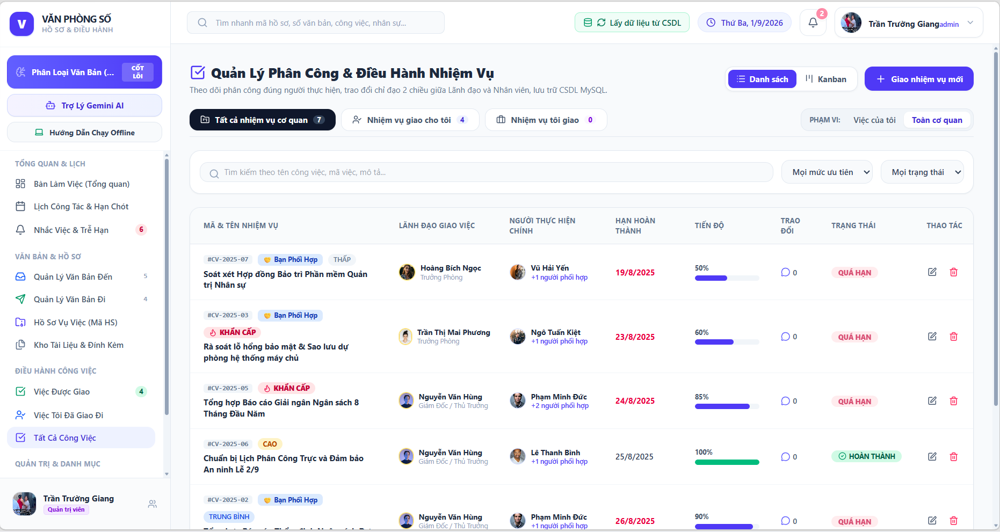 V
VĂN PHÒNG SỐ
HỒ SƠ & ĐIỀU HÀNH
Tìm nhanh mã hồ sơ, số văn bản, công việc, nhân sự...
Lấy dữ liệu từ CSDL
Thứ Ba, 1/9/2026
2
Trần Trường Giang admin
Phân Loại Văn Bản (...
CỐT LÕI
Trợ Lý Gemini AI
Hướng Dẫn Chạy Offline
TỔNG QUAN & LỊCH
Bàn Làm Việc (Tổng quan)
Lịch Công Tác & Hạn Chót
Nhắc Việc & Trễ Hạn 6
VĂN BẢN & HỒ SƠ
Quản Lý Văn Bản Đến 5
Quản Lý Văn Bản Đi 4
Hồ Sơ Vụ Việc (Mã HS)
Kho Tài Liệu & Đính Kèm
ĐIỀU HÀNH CÔNG VIỆC
Việc Được Giao 4
Việc Tôi Đã Giao Đi
Tất Cả Công Việc
QUẢN TRỊ & DANH MỤC
Trần Trường Giang
Quản trị viên
Quản Lý Phân Công & Điều Hành Nhiệm Vụ
Theo dõi phân công đúng người thực hiện, trao đổi chỉ đạo 2 chiều giữa Lãnh đạo và Nhân viên, lưu trữ CSDL MySQL.
Danh sách
Kanban
Giao nhiệm vụ mới
Tất cả nhiệm vụ cơ quan 7
Nhiệm vụ giao cho tôi 4
Nhiệm vụ tôi giao 0
PHẠM VI: Việc của tôi Toàn cơ quan
Tìm kiếm theo tên công việc, mã việc, mô tả...
Mọi mức ưu tiên
Mọi trạng thái
MÃ & TÊN NHIỆM VỤ
LÃNH ĐẠO GIAO VIỆC
NGƯỜI THỰC HIỆN
CHÍNH
HẠN HOÀN
THÀNH
TIẾN ĐỘ
TRAO
ĐỔI
TRẠNG THÁI
THAO TÁC
#CV-2025-07 Bạn Phối Hợp THẤP
Soát xét Hợp đồng Bảo trì Phần mềm Quản
trị Nhân sự
Hoàng Bích Ngọc
Trưởng Phòng
Vũ Hải Yến
+1 người phối hợp
19/8/2025
50%
0
QUÁ HẠN
#CV-2025-03 Bạn Phối Hợp
KHẨN CẤP
Rà soát lỗ hổng bảo mật & Sao lưu dự
phòng hệ thống máy chủ
Trần Thị Mai Phương
Trưởng Phòng
Ngô Tuấn Kiệt
+1 người phối hợp
23/8/2025
60%
0
QUÁ HẠN
#CV-2025-05 KHẨN CẤP
Tổng hợp Báo cáo Giải ngân Ngân sách 8
Tháng Đầu Năm
Nguyễn Văn Hùng
Giám Đốc / Thủ Trưởng
Phạm Minh Đức
+2 người phối hợp
24/8/2025
85%
0
QUÁ HẠN
#CV-2025-06 CAO
Chuẩn bị Lịch Phân Công Trực và Đảm bảo
An ninh Lễ 2/9
Nguyễn Văn Hùng
Giám Đốc / Thủ Trưởng
Lê Thanh Bình
+1 người phối hợp
25/8/2025
100%
0
HOÀN THÀNH
#CV-2025-02 Bạn Phối Hợp
TRUNG BÌNH
Nguyễn Văn Hùng
Giám Đốc / Thủ Trưởng
Phạm Minh Đức
+1 người phối hợp
26/8/2025
90%
0
QUÁ HẠN